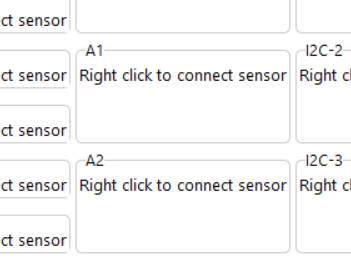 ct sensor
A1
I2C-2
ct sensor
Right click to connect sensor
Right cl
ct sensor
A2
I2C-3
ct sensor
Right click to connect sensor
Right cl
ct sensor